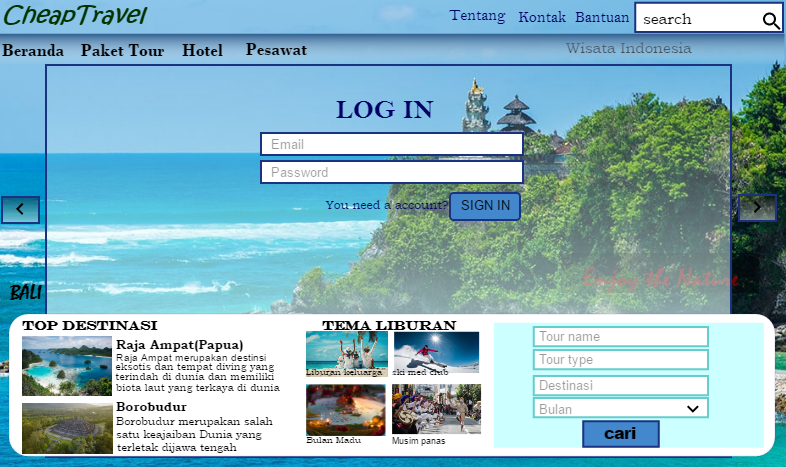 CheapTravel
Tentang Kontak Bantuan search
Beranda Paket Tour Hotel Pesawat
Wisata Indonesia
LOG IN
Email
Password
You need a account? SIGN IN
Enjoy the Nature
BALI
TOP DESTINASI
Raja Ampat(Papua)
Raja Ampat merupakan destinsi
eksotis dan tempat diving yang
terindah di dunia dan memiliki
biota laut yang terkaya di dunia
Borobudur
Borobudur merupakan salah
satu keajaiban Dunia yang
terletak dijawa tengah
TEMA LIBURAN
Liburan keluarga
ski med club
Bulan Madu
Musim panas
Tour name
Tour type
Destinasi
Bulan
cari